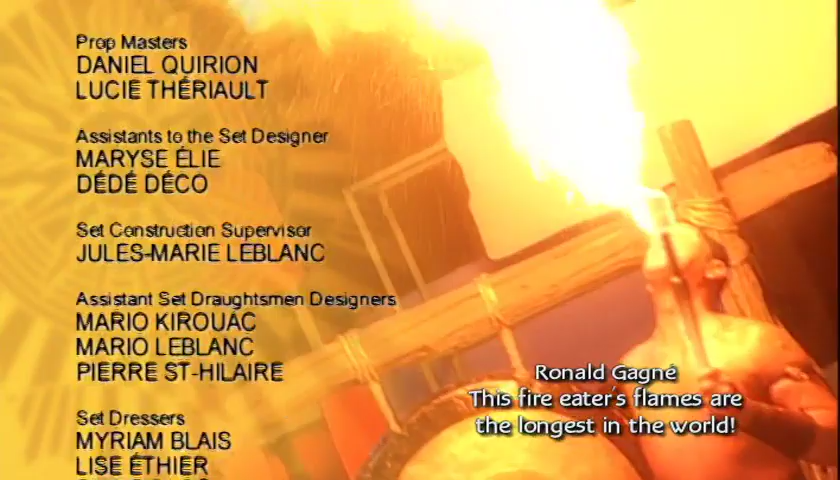 Prop Masters
DANIEL QUIRION
LUCIE THÉRIAULT
Assistants to the Set Designer
MARYSE ÉLIE
DÉDÉ DÉCO
Set Construction Supervisor
JULES-MARIE LEBLANC
Assistant Set Draughtsmen Designers
MARIO KIROUAC
MARIO LEBLANC
PIERRE ST-HILAIRE
Set Dressers
MYRIAM BLAIS
LISE ÉTHIER
Ronald Gagné
This fire eater's flames are
the longest in the world!